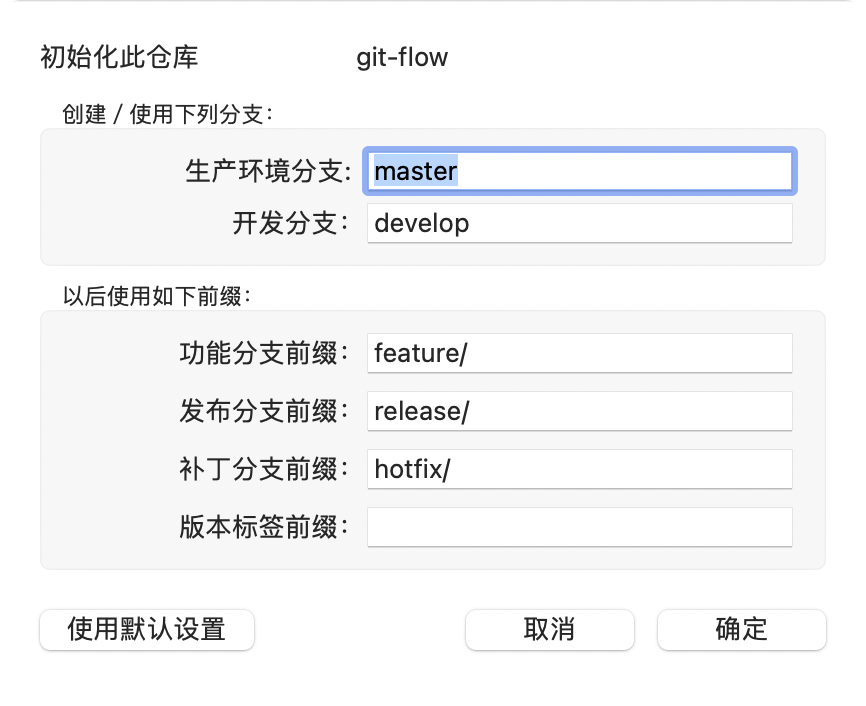 初始化此仓库 git-flow
创建 / 使用下列分支:
生产环境分支: master
开发分支: develop
以后使用如下前缀:
功能分支前缀: feature/
发布分支前缀: release/
补丁分支前缀: hotfix/
版本标签前缀:
使用默认设置 取消 确定